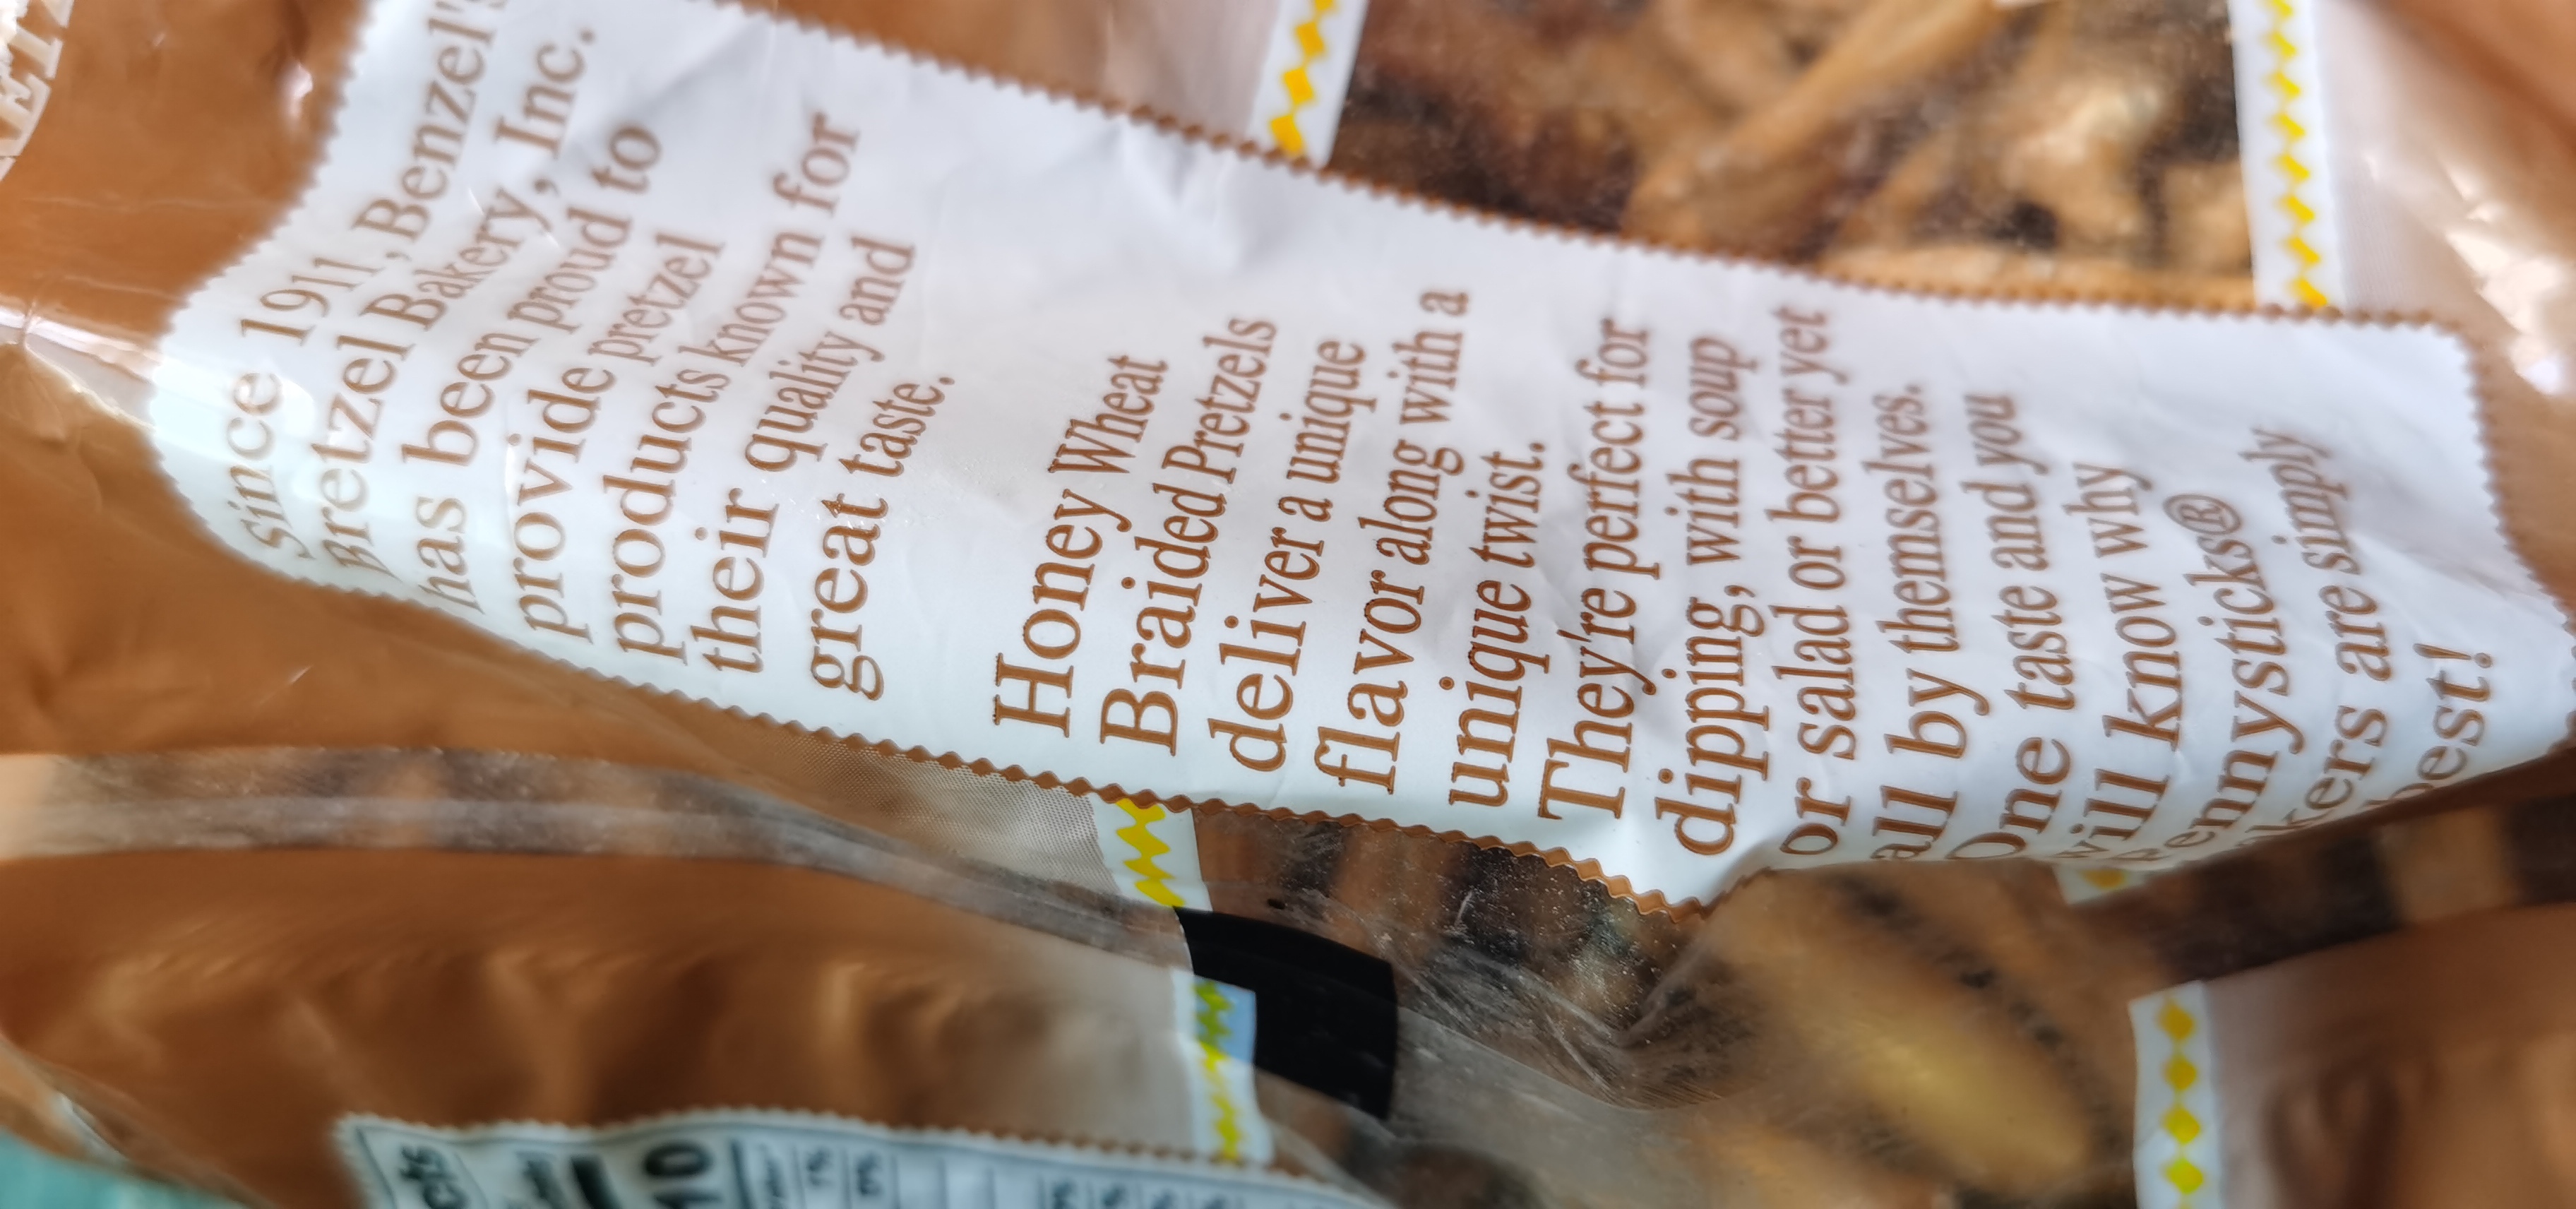 Since 1911, Benzel's
Bretzel Bakery, Inc.
has been proud to
provide pretzel
products known for
their quality and
great taste.
Honey Wheat
Braided Pretzels
deliver a unique
flavor along with a
unique twist.
They're perfect for
dipping, with soup
or salad or better yet
all by themselves.
One taste and you
will know why
Pennysticks®
are simply
best!